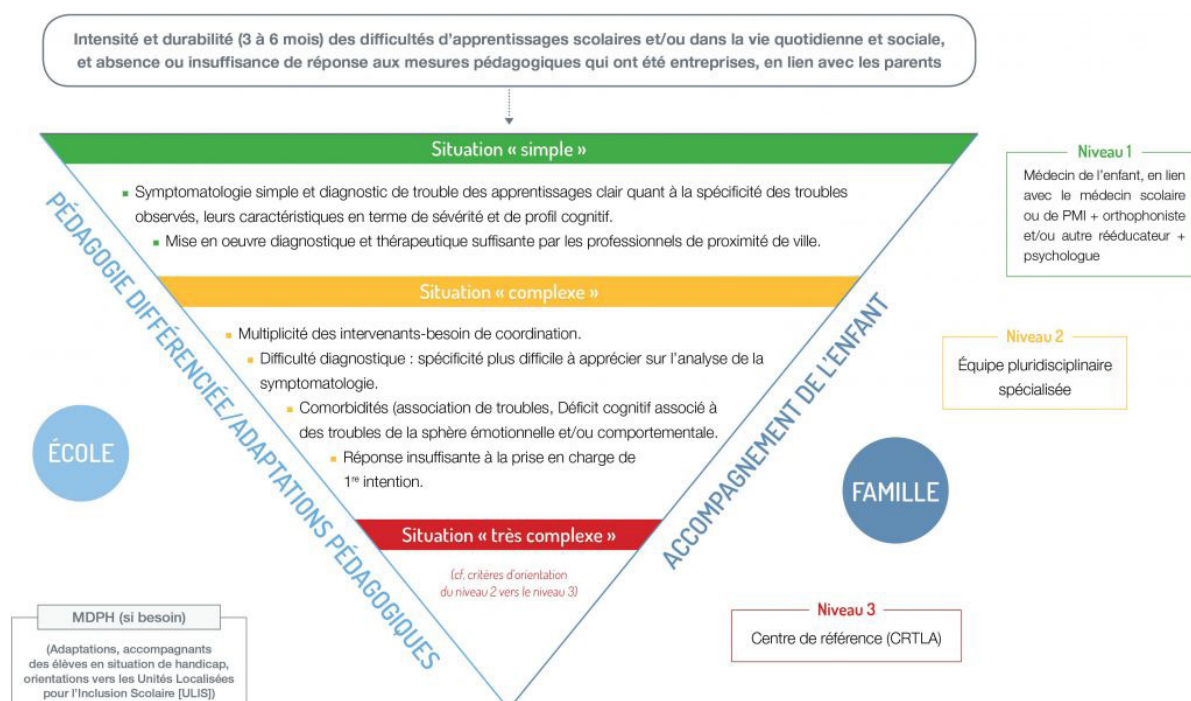 Intensité et durabilité (3 à 6 mois) des difficultés d'apprentissages scolaires et/ou dans la vie quotidienne et sociale,
et absence ou insuffisance de réponse aux mesures pédagogiques qui ont été entreprises, en lien avec les parents
Situation « simple »
▪ Symptomatologie simple et diagnostic de trouble des apprentissages clair quant à la spécificité des troubles
observés, leurs caractéristiques en terme de sévérité et de profil cognitif.
▪ Mise en oeuvre diagnostique et thérapeutique suffisante par les professionnels de proximité de ville.
Niveau 1
Médecin de l'enfant, en lien
avec le médecin scolaire
ou de PMI + orthophoniste
et/ou autre rééducateur +
psychologue
Situation « complexe »
▪ Multiplicité des intervenants-besoin de coordination.
▪ Difficulté diagnostique : spécificité plus difficile à apprécier sur l'analyse de la
symptomatologie.
▪ Comorbidités (association de troubles, Déficit cognitif associé à
des troubles de la sphère émotionnelle et/ou comportementale.
▪ Réponse insuffisante à la prise en charge de
1re intention.
Niveau 2
Équipe pluridisciplinaire
spécialisée
PÉDAGOGIE DIFFÉRENCIÉE/ADAPTATIONS PÉDAGOGIQUES
ACCOMPAGNEMENT DE L'ENFANT
ÉCOLE
FAMILLE
Situation « très complexe »
(cf. critères d'orientation
du niveau 2 vers le niveau 3)
Niveau 3
Centre de référence (CRTLA)
MDPH (si besoin)
(Adaptations, accompagnants
des élèves en situation de handicap,
orientations vers les Unités Localisées
pour l'Inclusion Scolaire [ULIS])